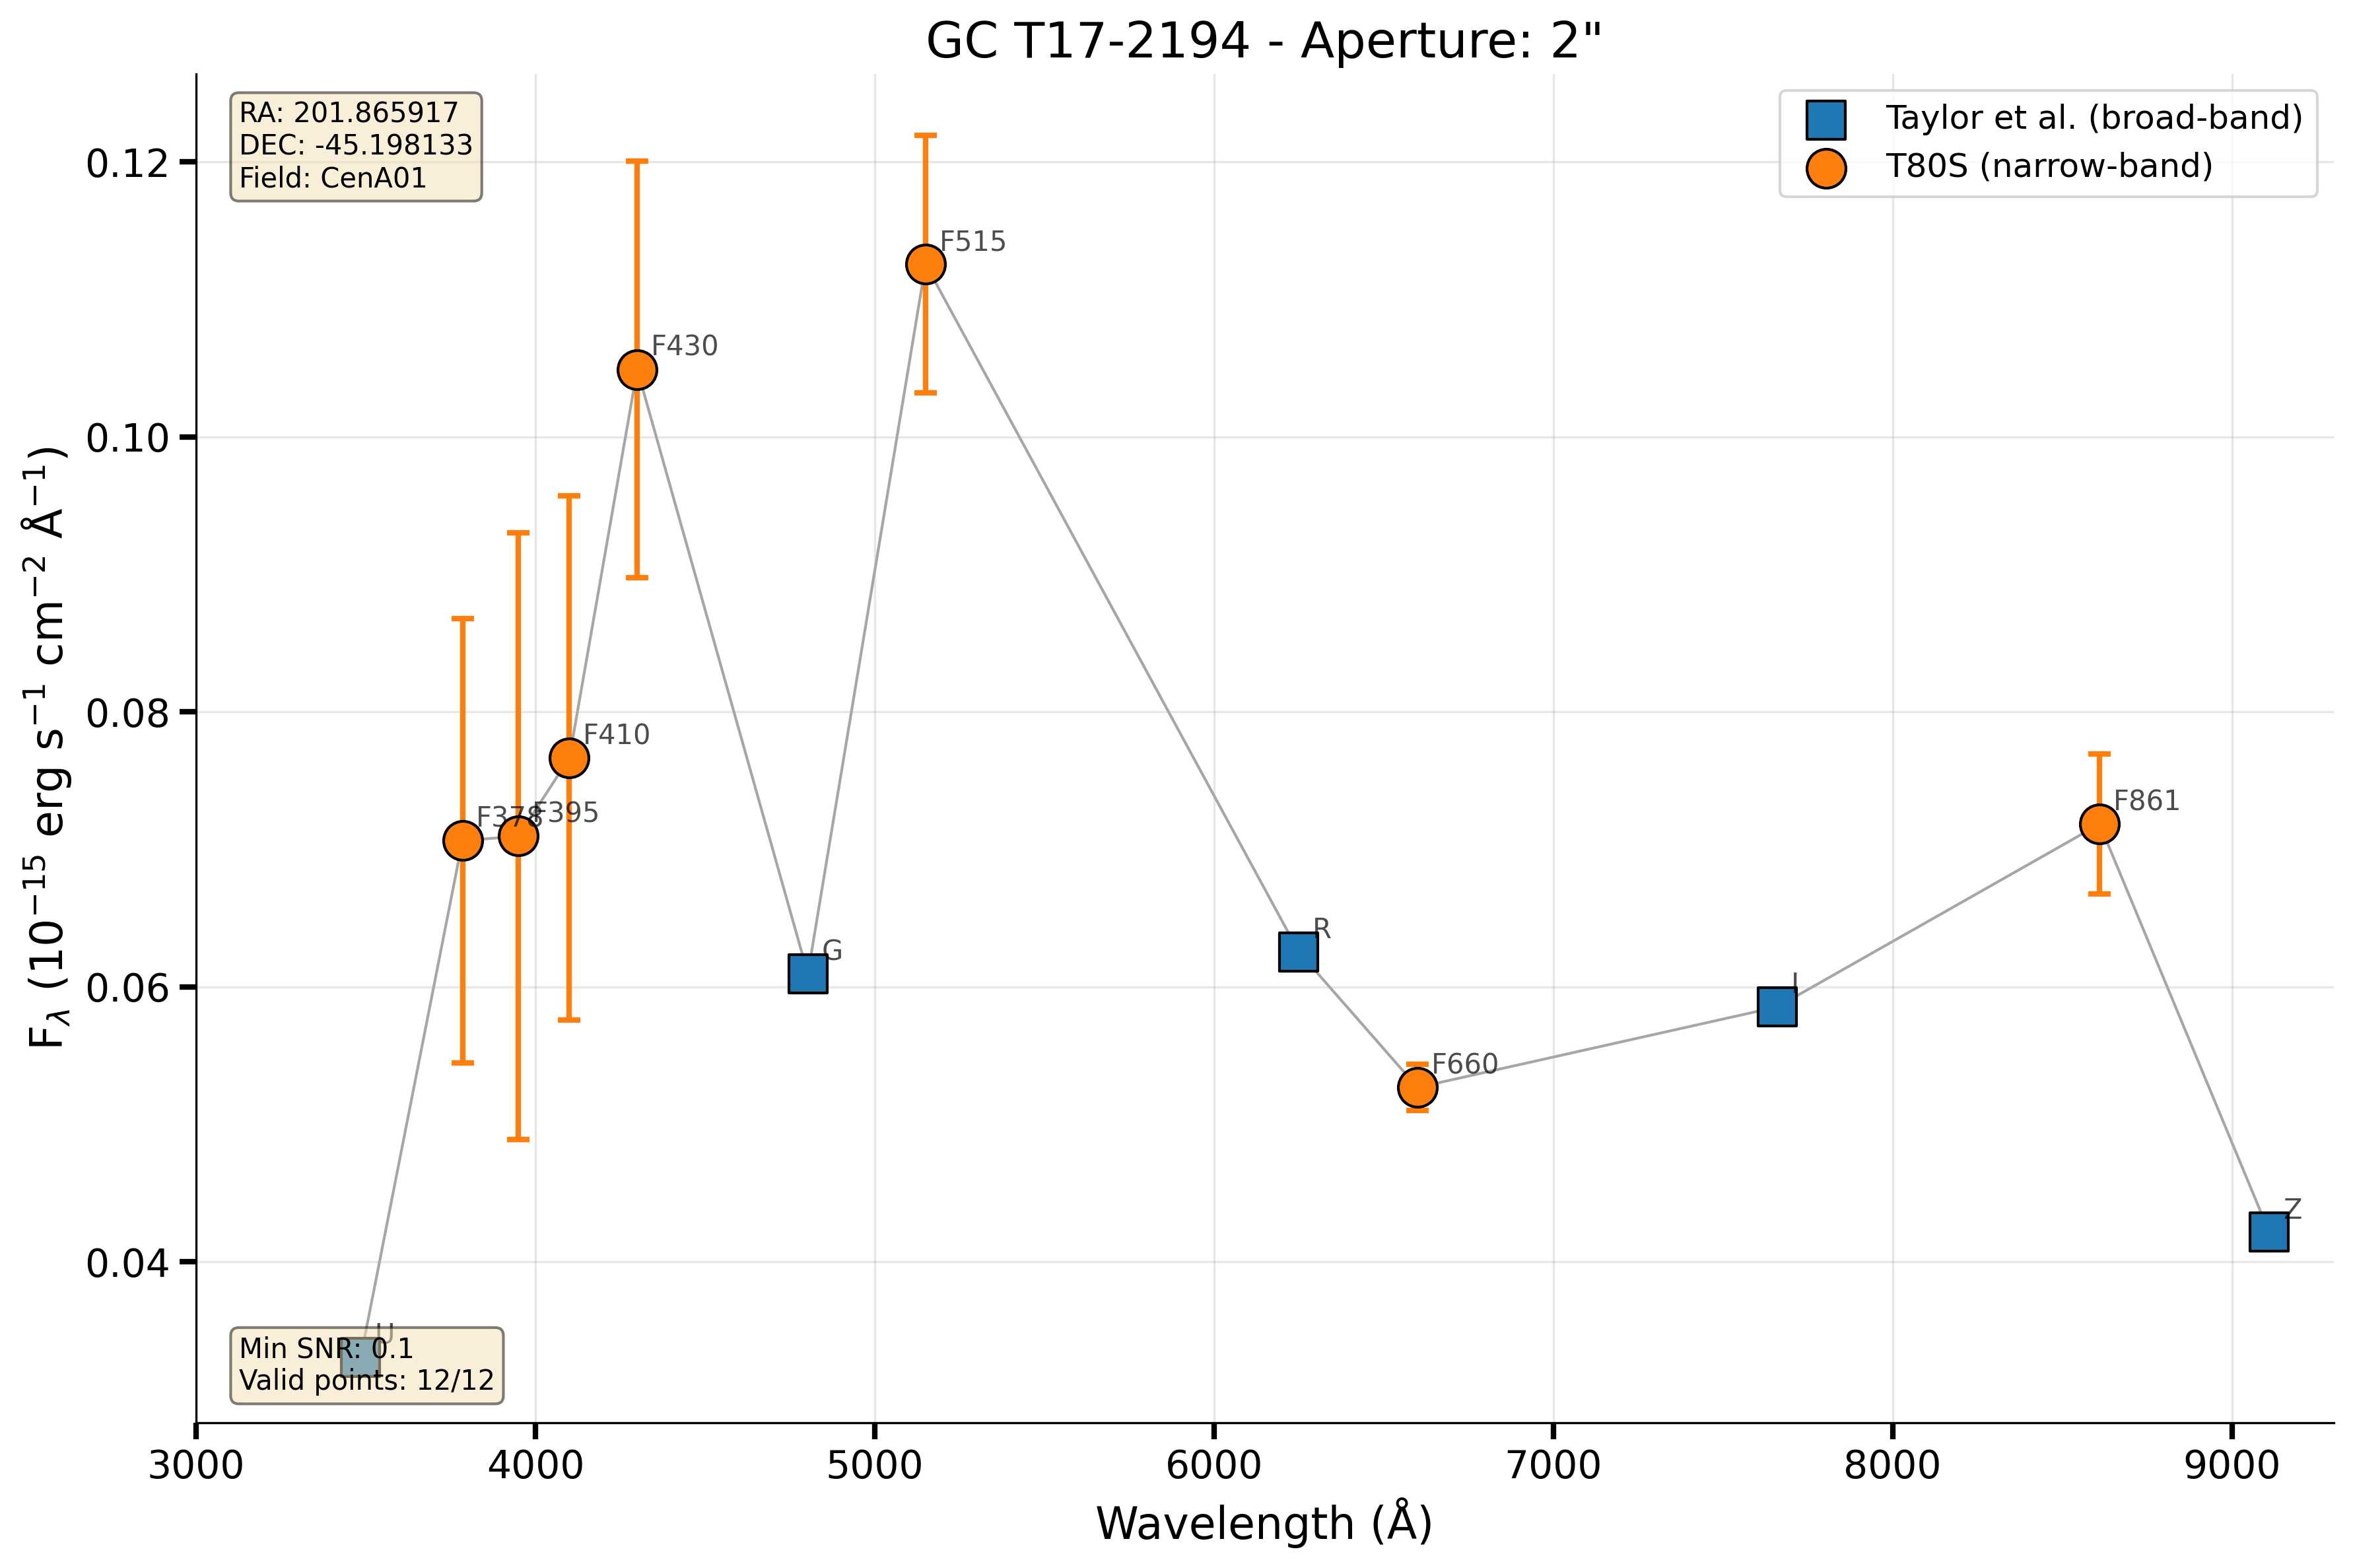 GC T17-2194 - Aperture: 2"
RA: 201.865917
DEC: -45.198133
Field: CenA01
Taylor et al. (broad-band)
T80S (narrow-band)
0.12
0.10
0.08
0.06
0.04
F_λ (10⁻¹⁵ erg s⁻¹ cm⁻² Å⁻¹)
F515
F430
F410
F378
F395
G
R
F660
I
F861
Z
U
Min SNR: 0.1
Valid points: 12/12
3000
4000
5000
6000
7000
8000
9000
Wavelength (Å)